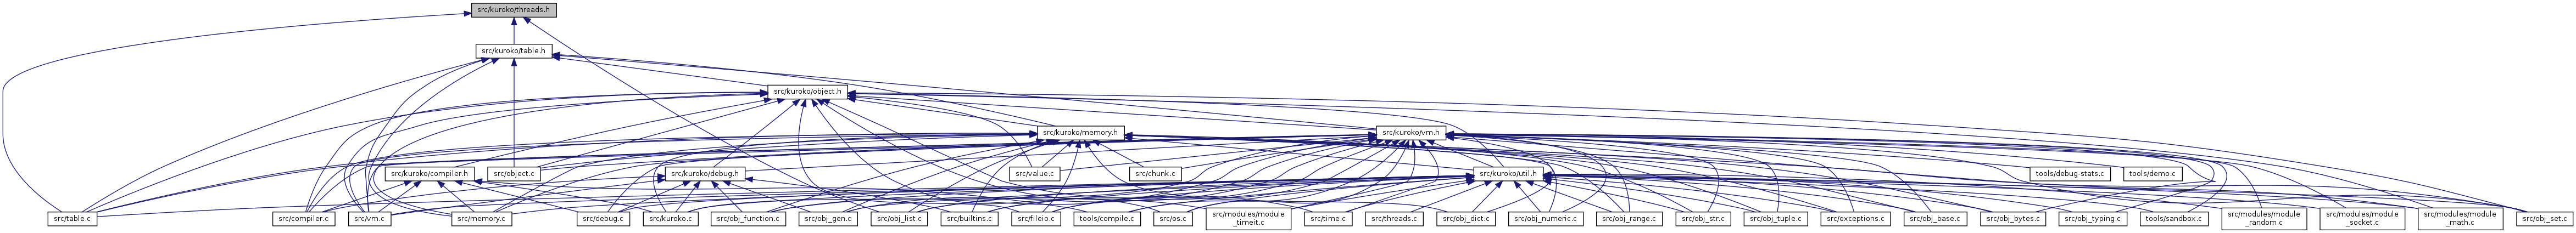 src/kuroko/threads.h
src/kuroko/table.h
src/kuroko/object.h
src/kuroko/memory.h
src/kuroko/vm.h
src/kuroko/compiler.h
src/object.c
src/kuroko/debug.h
src/value.c
src/chunk.c
src/kuroko/util.h
tools/debug-stats.c
tools/demo.c
src/table.c
src/compiler.c
src/vm.c
src/memory.c
src/debug.c
src/kuroko.c
src/obj_function.c
src/obj_gen.c
src/obj_list.c
src/builtins.c
src/fileio.c
tools/compile.c
src/os.c
src/modules/module
_timeit.c
src/time.c
src/threads.c
src/obj_dict.c
src/obj_numeric.c
src/obj_range.c
src/obj_str.c
src/obj_tuple.c
src/exceptions.c
src/obj_base.c
src/obj_bytes.c
src/obj_typing.c
tools/sandbox.c
src/modules/module
_random.c
src/modules/module
_socket.c
src/modules/module
_math.c
src/obj_set.c